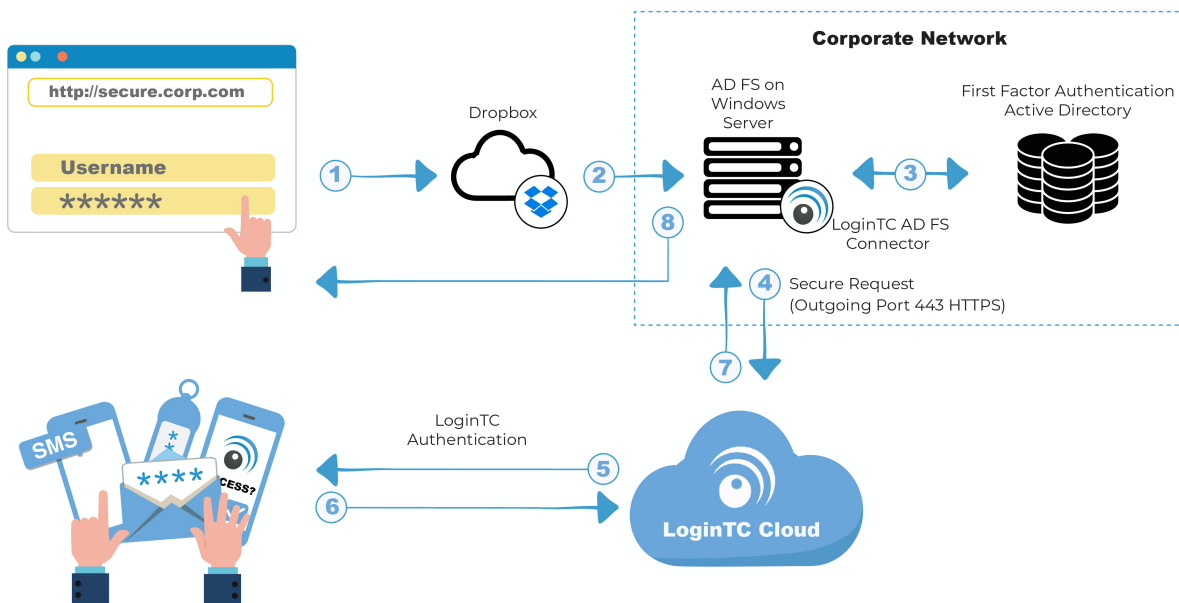 Corporate Network
http://secure.corp.com
Username
******
1
Dropbox
2
AD FS on
Windows
Server
3
First Factor Authentication
Active Directory
LoginTC AD FS
Connector
8
4
Secure Request
(Outgoing Port 443 HTTPS)
7
SMS
*
*
****
CESS?
LoginTC
Authentication
5
6
LoginTC Cloud